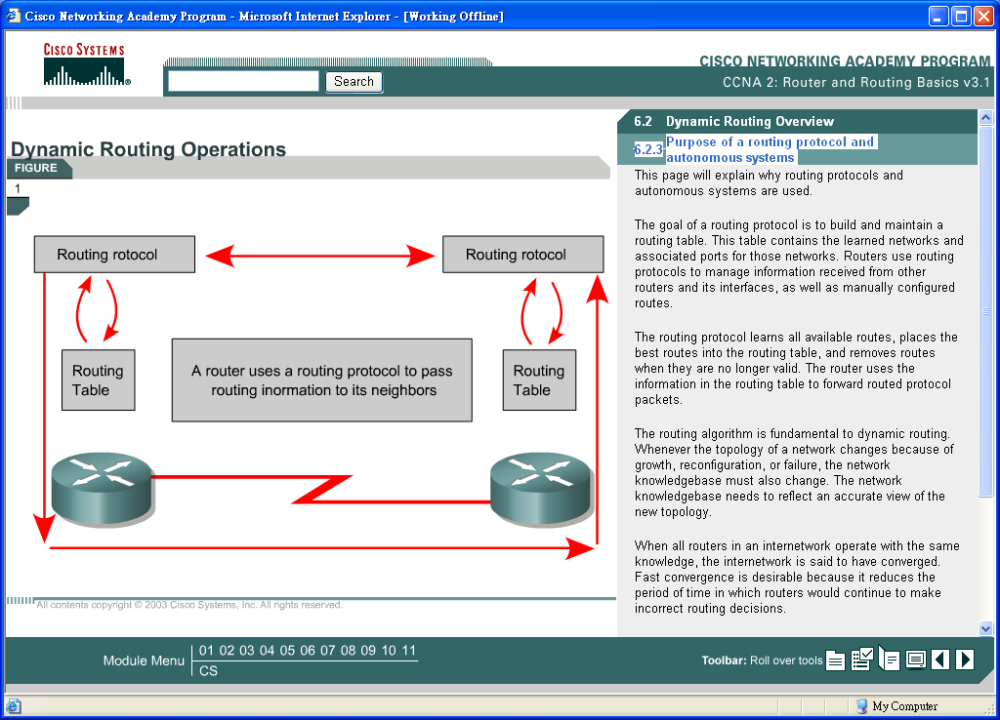 Cisco Networking Academy Program - Microsoft Internet Explorer - [Working Offline]
CISCO SYSTEMS
Search
CISCO NETWORKING ACADEMY PROGRAM
CCNA 2: Router and Routing Basics v3.1
Dynamic Routing Operations
FIGURE
1
Routing rotocol
Routing rotocol
Routing
Table
A router uses a routing protocol to pass
routing inormation to its neighbors
Routing
Table
All contents copyright © 2003 Cisco Systems, Inc. All rights reserved.
6.2 Dynamic Routing Overview
6.2.3 Purpose of a routing protocol and
autonomous systems
This page will explain why routing protocols and
autonomous systems are used.
The goal of a routing protocol is to build and maintain a
routing table. This table contains the learned networks and
associated ports for those networks. Routers use routing
protocols to manage information received from other
routers and its interfaces, as well as manually configured
routes.
The routing protocol learns all available routes, places the
best routes into the routing table, and removes routes
when they are no longer valid. The router uses the
information in the routing table to forward routed protocol
packets.
The routing algorithm is fundamental to dynamic routing.
Whenever the topology of a network changes because of
growth, reconfiguration, or failure, the network
knowledgebase must also change. The network
knowledgebase needs to reflect an accurate view of the
new topology.
When all routers in an internetwork operate with the same
knowledge, the internetwork is said to have converged.
Fast convergence is desirable because it reduces the
period of time in which routers would continue to make
incorrect routing decisions.
Module Menu
01 02 03 04 05 06 07 08 09 10 11
CS
Toolbar: Roll over tools
My Computer